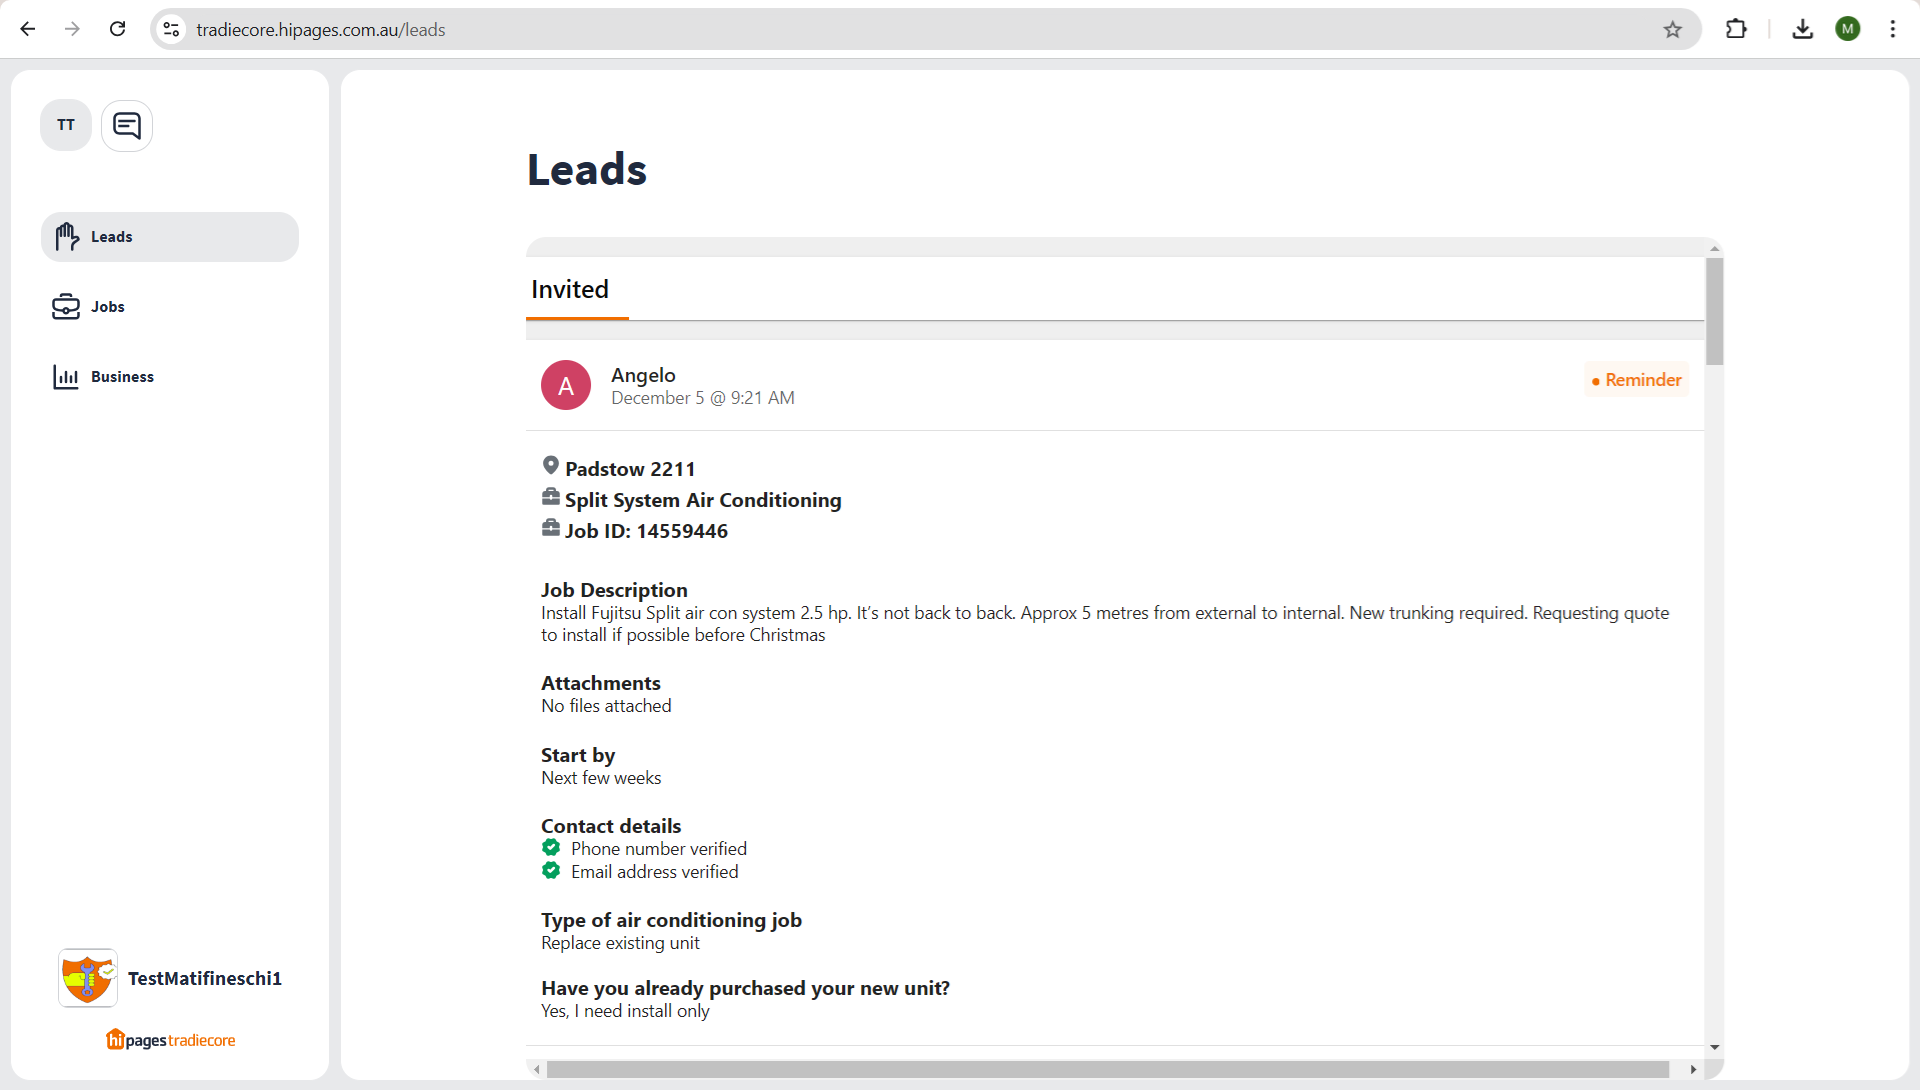 tradiecore.hipages.com.au/leads
M
TT
Leads
Jobs
Business
TestMatifineschi1
hipages tradiecore
Leads
Invited
A
Angelo
December 5 @ 9:21 AM
Reminder
Padstow 2211
Split System Air Conditioning
Job ID: 14559446
Job Description
Install Fujitsu Split air con system 2.5 hp. It’s not back to back. Approx 5 metres from external to internal. New trunking required. Requesting quote
to install if possible before Christmas
Attachments
No files attached
Start by
Next few weeks
Contact details
Phone number verified
Email address verified
Type of air conditioning job
Replace existing unit
Have you already purchased your new unit?
Yes, I need install only